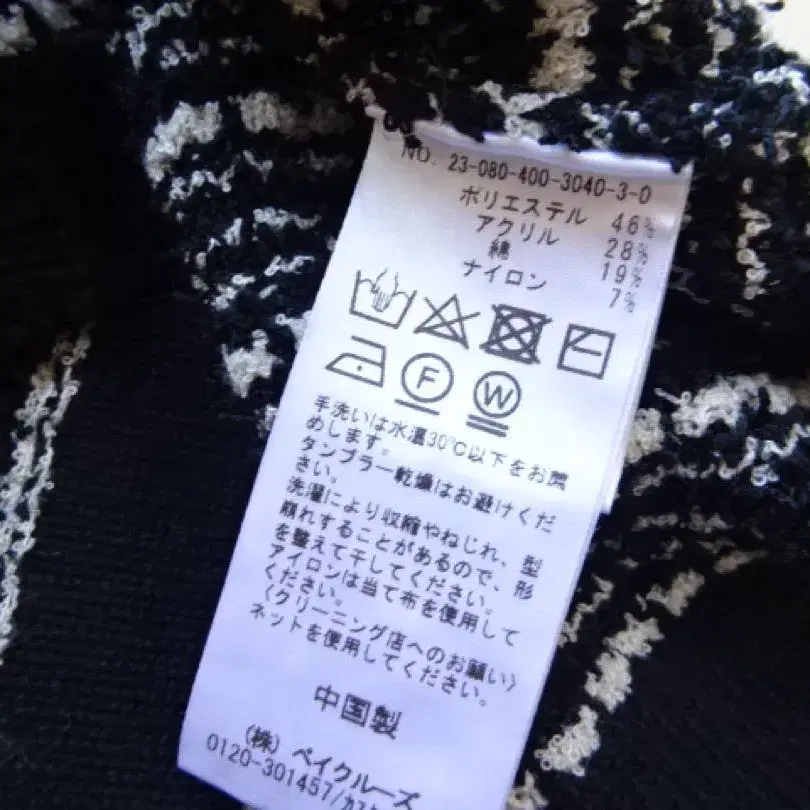 NO. 23-080-400-3040-3-0
ポリエステル 46%
アクリル 28%
綿 19%
ナイロン 7%
F W
手洗いは水温30℃以下をお薦
めします。
タンブラー乾燥はお避けくだ
さい。
洗濯により収縮やねじれ、型
崩れすることがあるので、形
を整えて干してください。
アイロンは当て布を使用して
ください。
〈クリーニング店へのお願い〉
ネットを使用してください。
中国製
(株) ベイクルーズ
0120-301457/カス